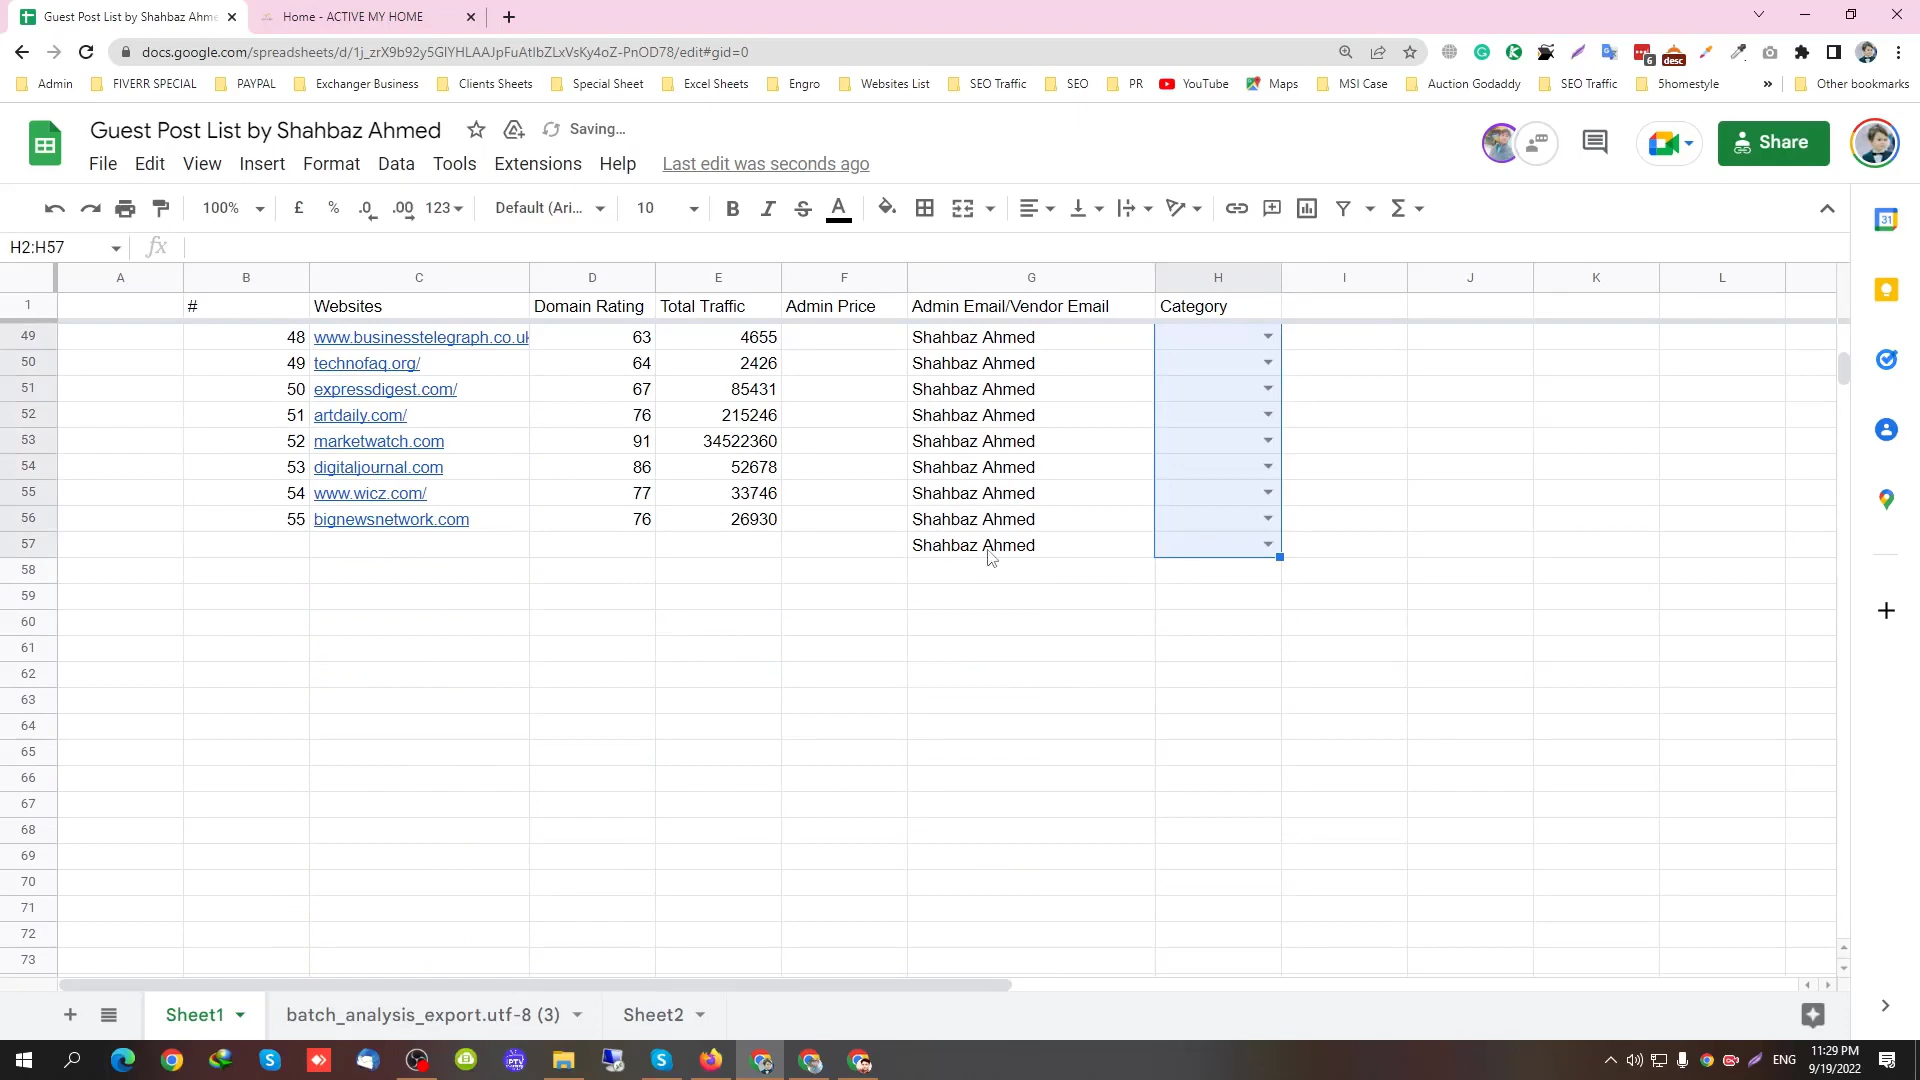 Guest Post List by Shahbaz Ahme
Home - ACTIVE MY HOME
docs.google.com/spreadsheets/d/1j_zrX9b92y5GlYHLAAJpFuAtIbZLxVsKy4oZ-PnOD78/edit#gid=0
6
desc
Admin FIVERR SPECIAL PAYPAL Exchanger Business Clients Sheets Special Sheet Excel Sheets Engro Websites List SEO Traffic SEO PR YouTube Maps MSI Case Auction Godaddy SEO Traffic 5homestyle » Other bookmarks
Guest Post List by Shahbaz Ahmed Saving...
File Edit View Insert Format Data Tools Extensions Help Last edit was seconds ago
Share
100% £ % .0 .00 123 Default (Ari... 10 B I S A Σ
31
H2:H57 fx
A B C D E F G H I J K L
1 # Websites Domain Rating Total Traffic Admin Price Admin Email/Vendor Email Category
49 48 www.businesstelegraph.co.uk 63 4655 Shahbaz Ahmed
50 49 technofaq.org/ 64 2426 Shahbaz Ahmed
51 50 expressdigest.com/ 67 85431 Shahbaz Ahmed
52 51 artdaily.com/ 76 215246 Shahbaz Ahmed
53 52 marketwatch.com 91 34522360 Shahbaz Ahmed
54 53 digitaljournal.com 86 52678 Shahbaz Ahmed
55 54 www.wicz.com/ 77 33746 Shahbaz Ahmed
56 55 bignewsnetwork.com 76 26930 Shahbaz Ahmed
57 Shahbaz Ahmed
58
59
60
61
62
63
64
65
66
67
68
69
70
71
72
73
Sheet1 batch_analysis_export.utf-8 (3) Sheet2
IPTV
ENG
11:29 PM
9/19/2022